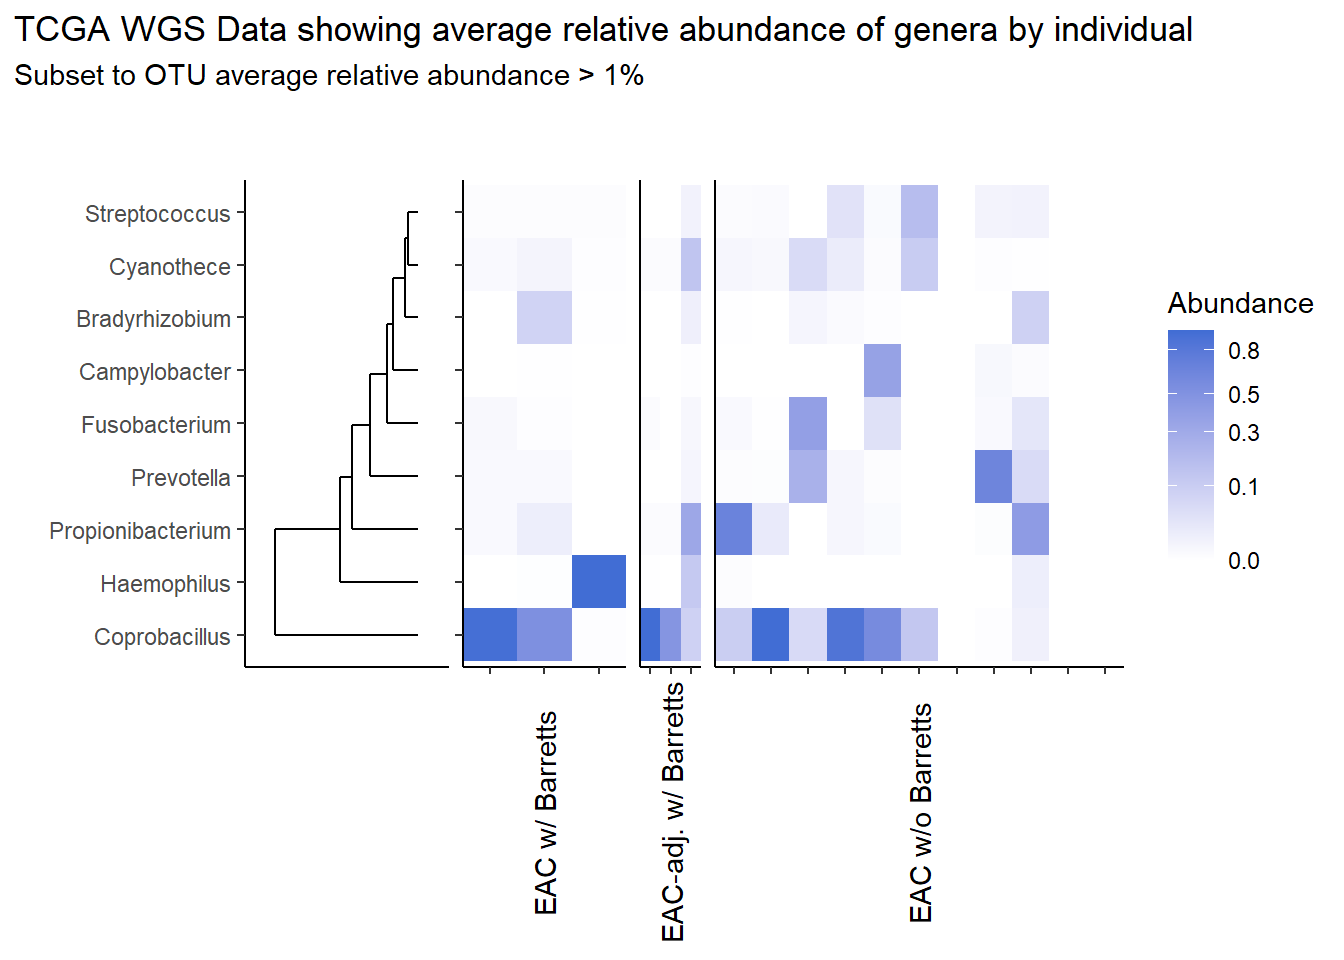 TCGA WGS Data showing average relative abundance of genera by individual
Subset to OTU average relative abundance > 1%
Streptococcus
Cyanothece
Bradyrhizobium
Campylobacter
Fusobacterium
Prevotella
Propionibacterium
Haemophilus
Coprobacillus
EAC w/ Barretts
EAC-adj. w/ Barretts
EAC w/o Barretts
Abundance
0.8
0.5
0.3
0.1
0.0